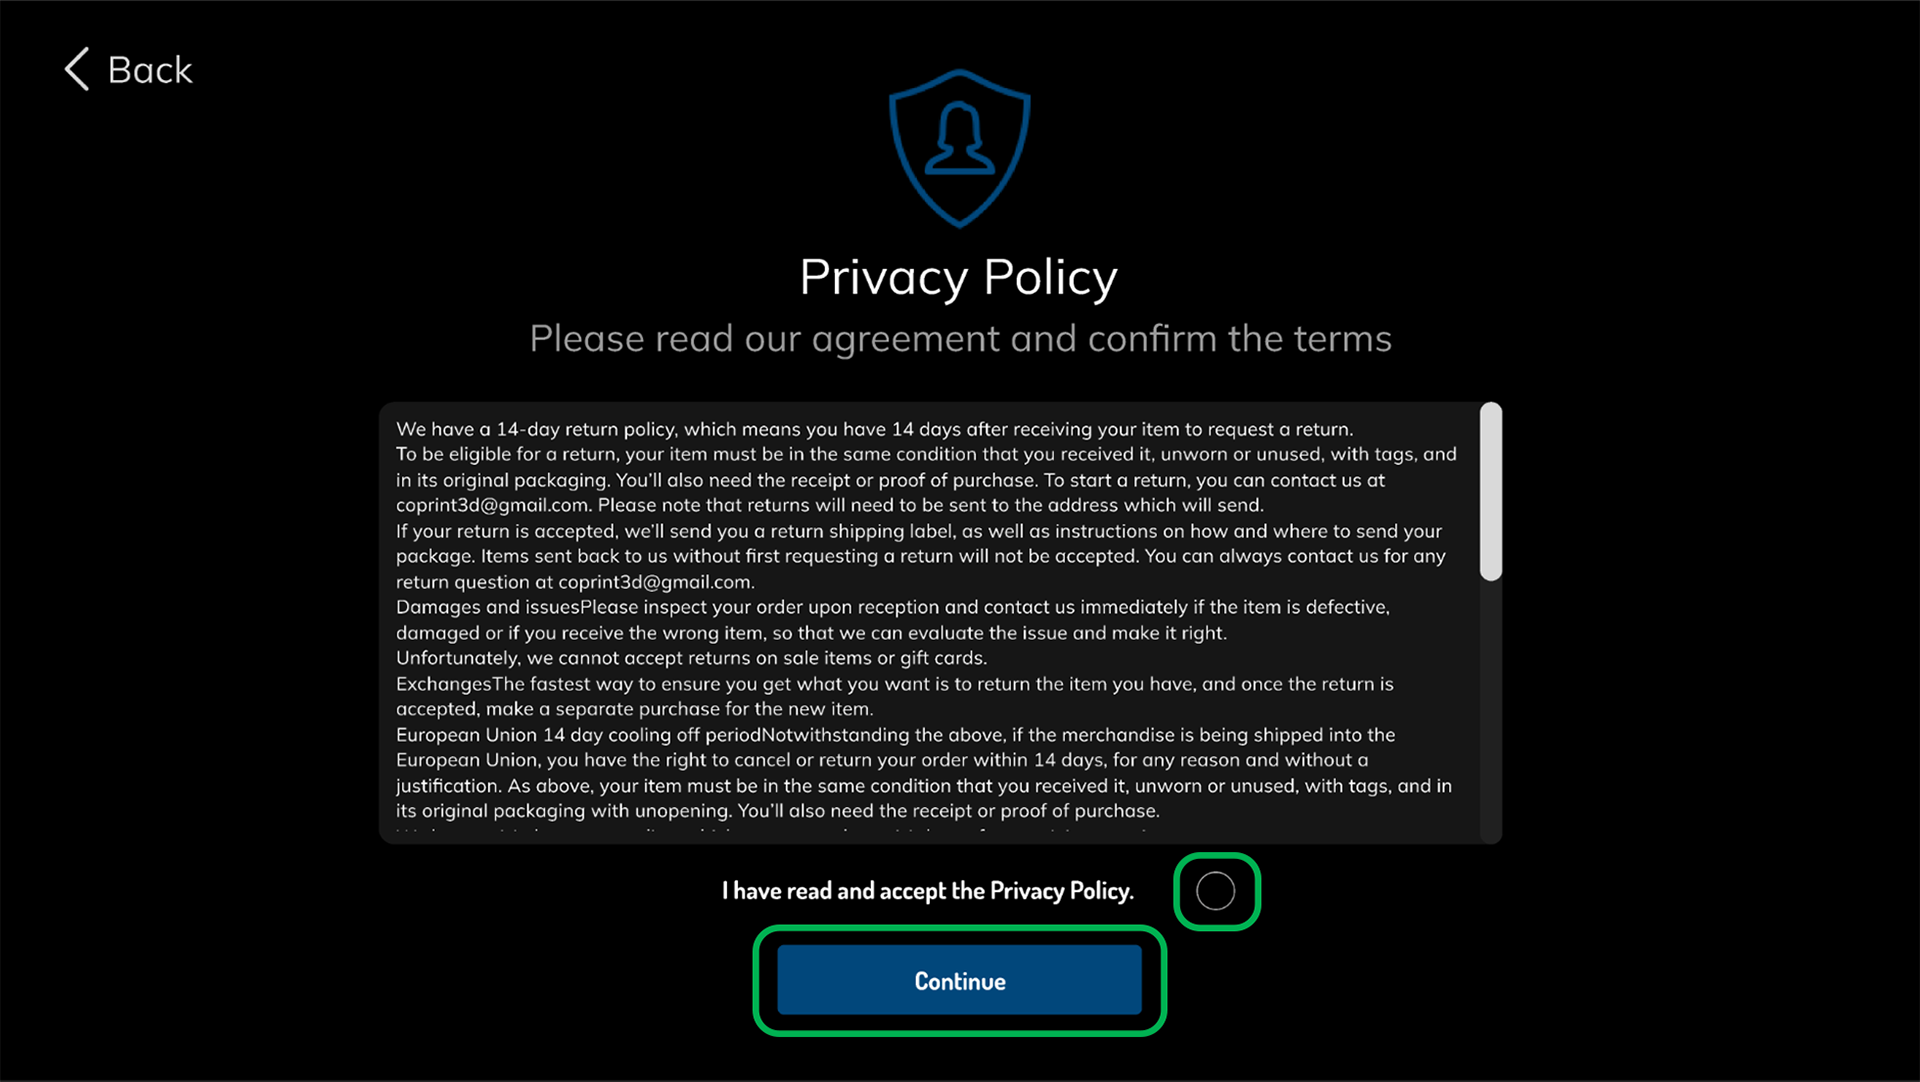 Back
Privacy Policy
Please read our agreement and confirm the terms
We have a 14-day return policy, which means you have 14 days after receiving your item to request a return.
To be eligible for a return, your item must be in the same condition that you received it, unworn or unused, with tags, and
in its original packaging. You'll also need the receipt or proof of purchase. To start a return, you can contact us at
coprint3d@gmail.com. Please note that returns will need to be sent to the address which will send.
If your return is accepted, we'll send you a return shipping label, as well as instructions on how and where to send your
package. Items sent back to us without first requesting a return will not be accepted. You can always contact us for any
return question at coprint3d@gmail.com.
Damages and issuesPlease inspect your order upon reception and contact us immediately if the item is defective,
damaged or if you receive the wrong item, so that we can evaluate the issue and make it right.
Unfortunately, we cannot accept returns on sale items or gift cards.
ExchangesThe fastest way to ensure you get what you want is to return the item you have, and once the return is
accepted, make a separate purchase for the new item.
European Union 14 day cooling off periodNotwithstanding the above, if the merchandise is being shipped into the
European Union, you have the right to cancel or return your order within 14 days, for any reason and without a
justification. As above, your item must be in the same condition that you received it, unworn or unused, with tags, and in
its original packaging with unopening. You'll also need the receipt or proof of purchase.
I have read and accept the Privacy Policy.
Continue